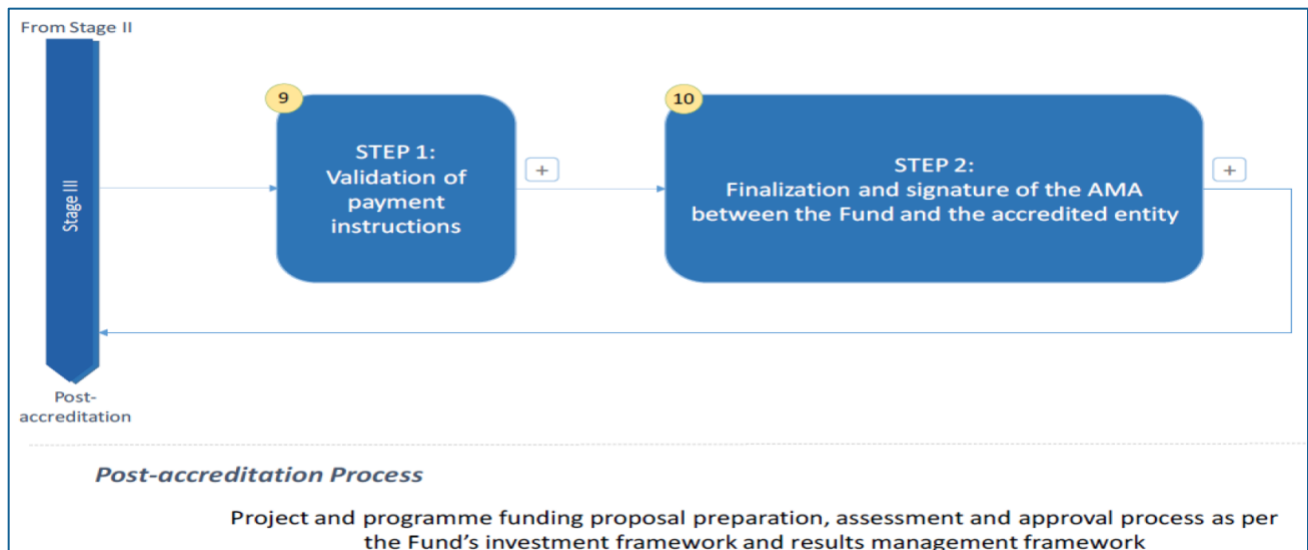 From Stage II
Stage III
9
STEP 1:
Validation of
payment
instructions
+
10
STEP 2:
Finalization and signature of the AMA
between the Fund and the accredited entity
+
Post-
accreditation
Post-accreditation Process
Project and programme funding proposal preparation, assessment and approval process as per
the Fund's investment framework and results management framework